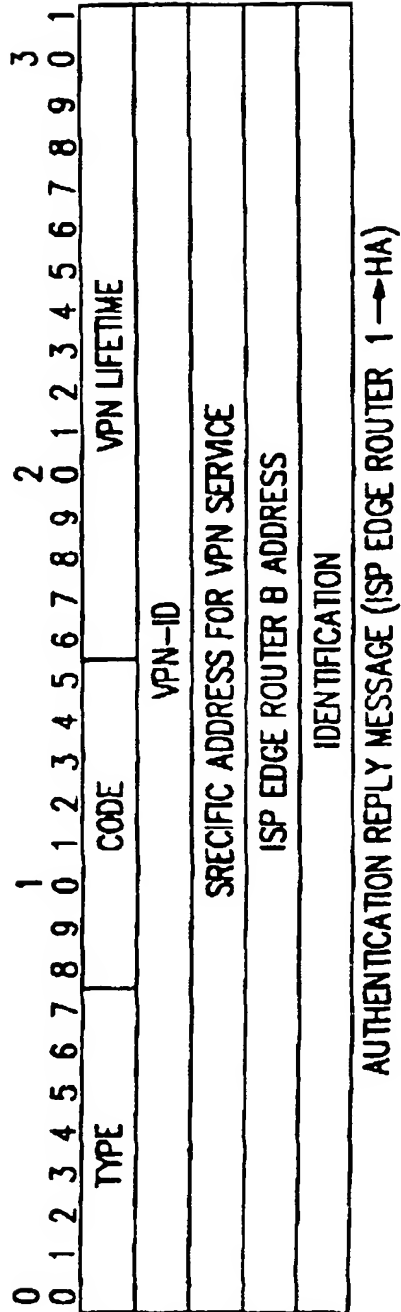 0 1 2 3
0 1 2 3 4 5 6 7 8 9 0 1 2 3 4 5 6 7 8 9 0 1 2 3 4 5 6 7 8 9 0 1
TYPE CODE VPN LIFETIME
VPN-ID
SRECIFIC ADDRESS FOR VPN SERVICE
ISP EDGE ROUTER B ADDRESS
IDENTIFICATION
AUTHENTICATION REPLY MESSAGE (ISP EDGE ROUTER 1→HA)